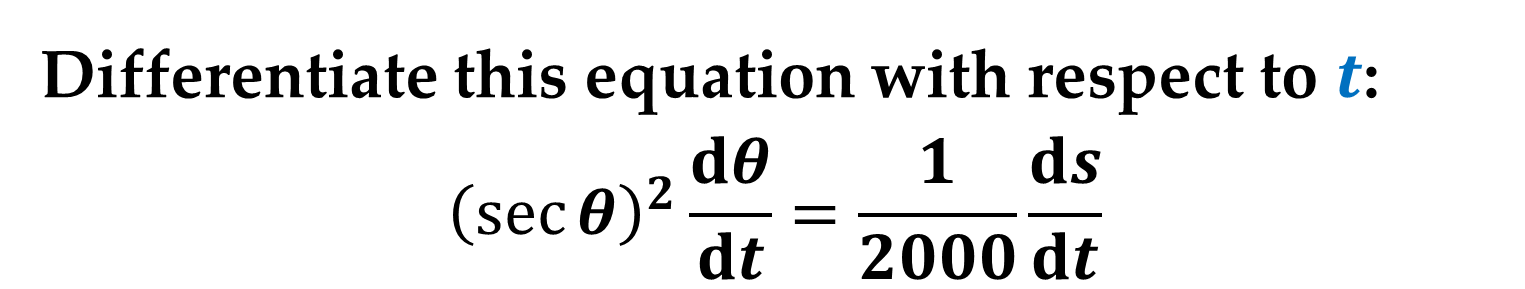 Differentiate this equation with respect to t:
(sec θ)² dθ/dt = 1/2000 ds/dt